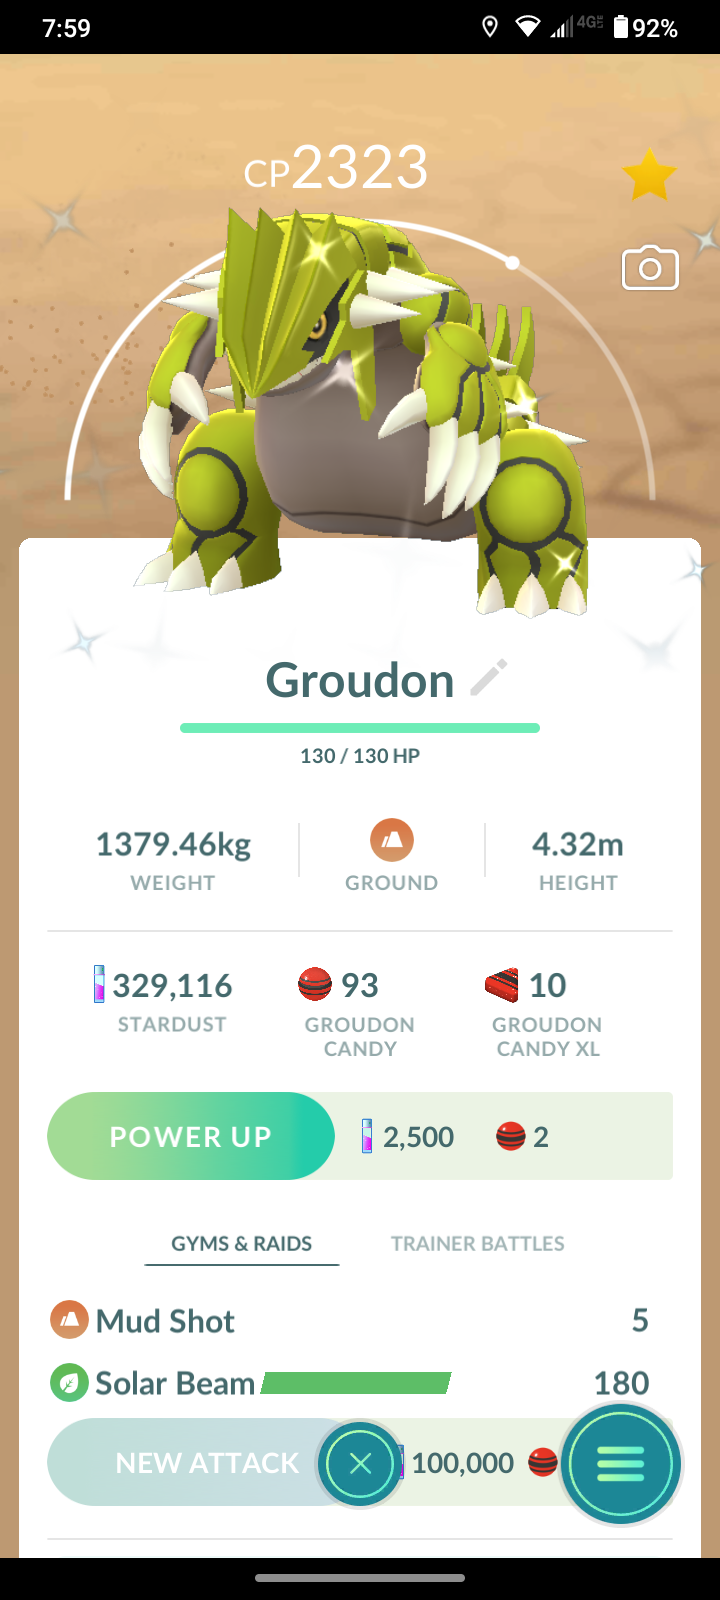 7:59
4G LTE 92%
CP2323
Groudon
130 / 130 HP
1379.46kg
WEIGHT
GROUND
4.32m
HEIGHT
329,116
STARDUST
93
GROUDON
CANDY
10
GROUDON
CANDY XL
POWER UP 2,500 2
GYMS & RAIDS TRAINER BATTLES
Mud Shot 5
Solar Beam 180
NEW ATTACK 100,000